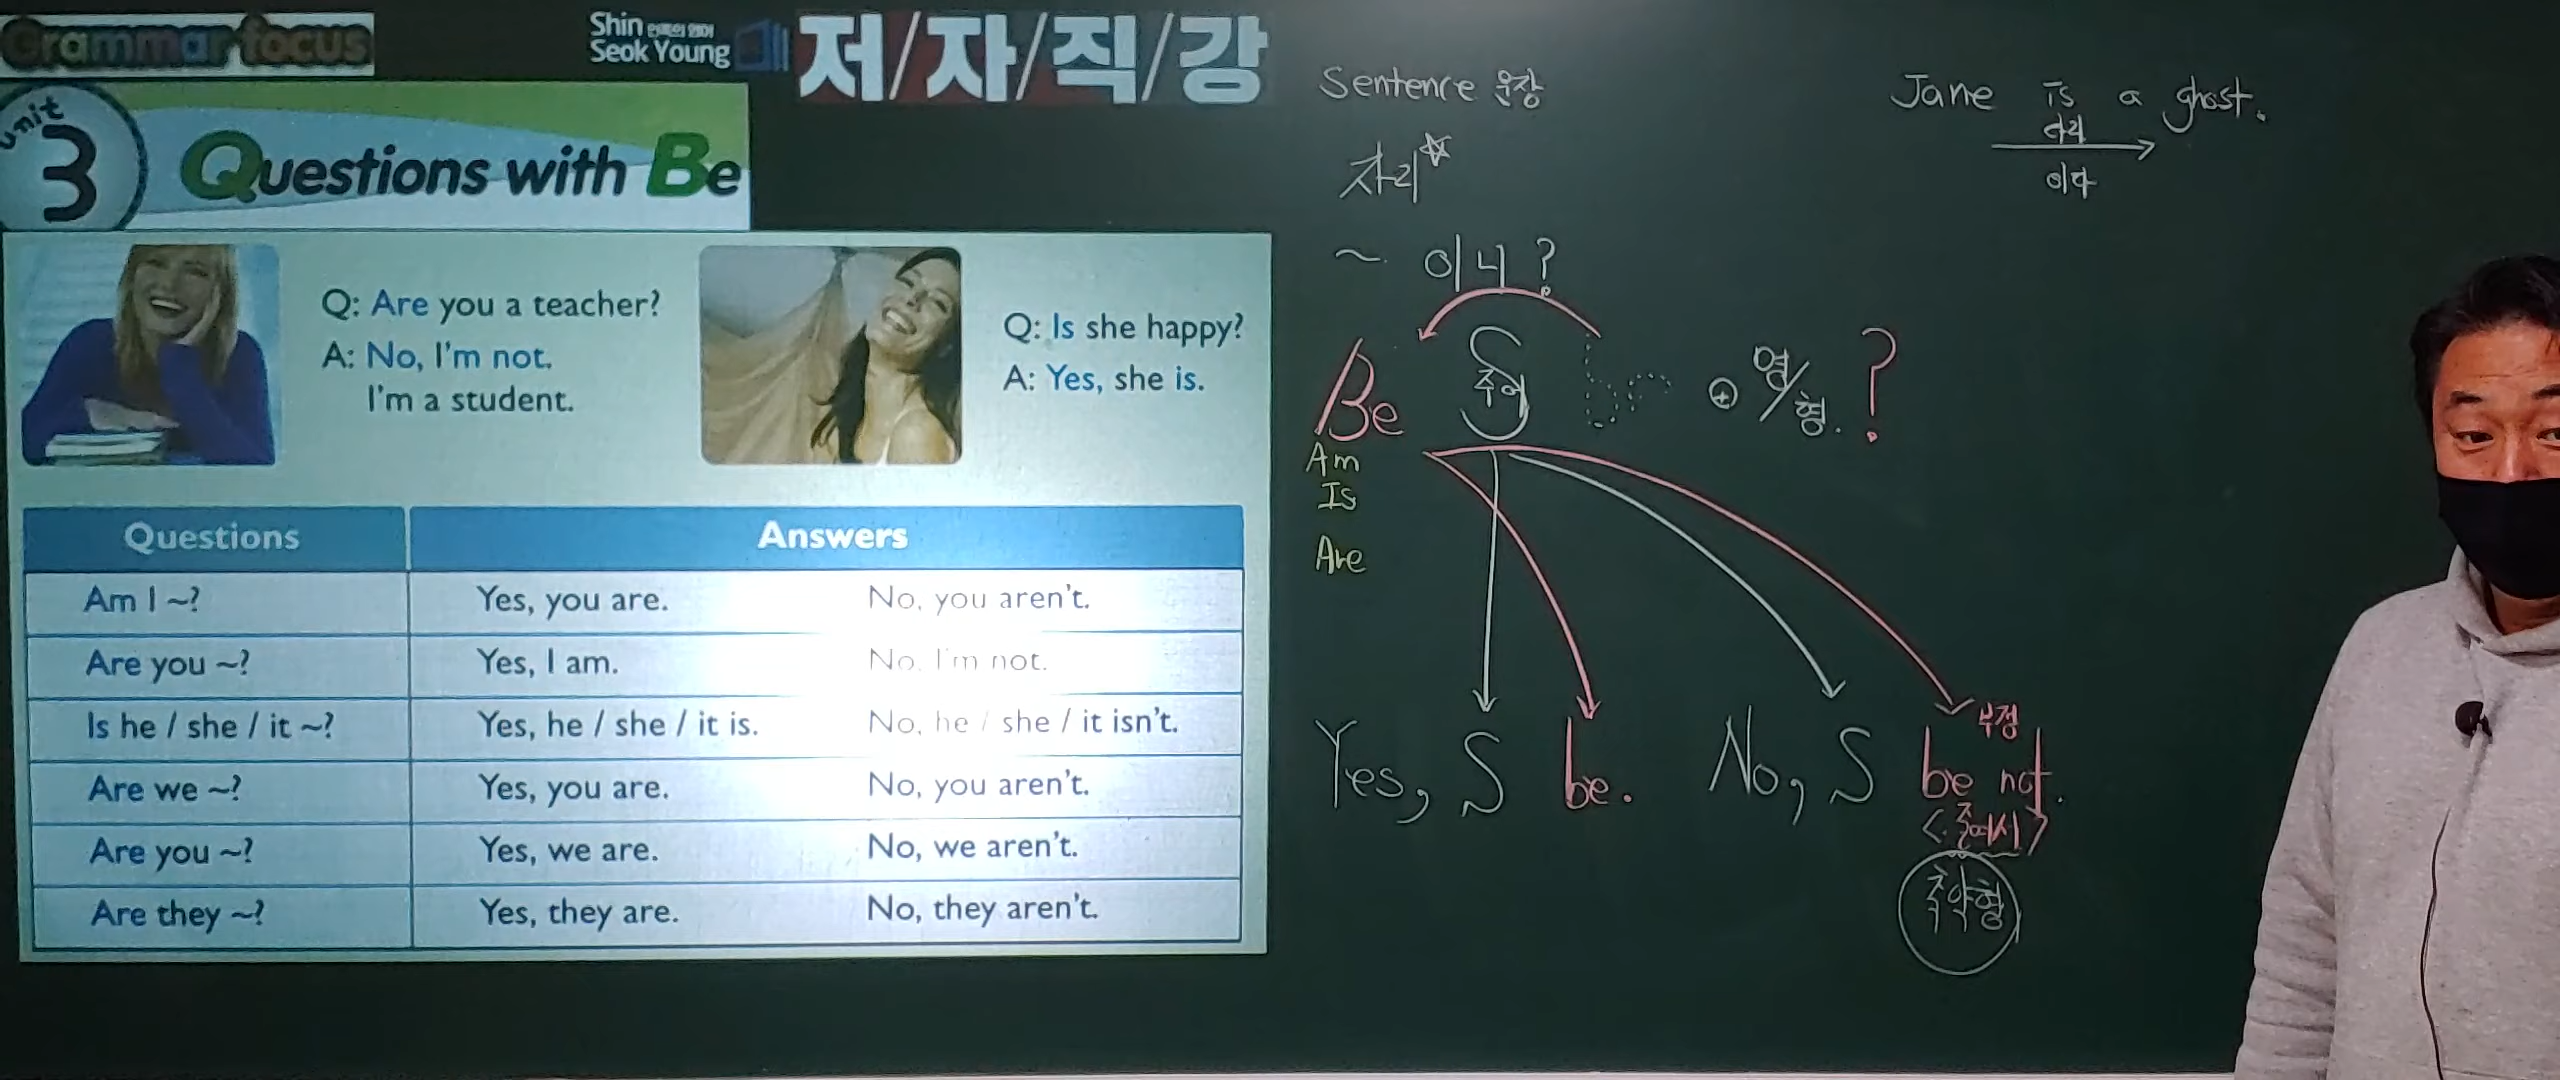 Grammar focus
Shin
Seok Young
저/자/직/강
unit
3 Questions with Be
Q: Are you a teacher?
A: No, I'm not.
I'm a student.
Q: Is she happy?
A: Yes, she is.
Questions Answers
Am I ~? Yes, you are. No, you aren't.
Are you ~? Yes, I am. No, I'm not.
Is he / she / it ~? Yes, he / she / it is. No, he / she / it isn't.
Are we ~? Yes, you are. No, you aren't.
Are you ~? Yes, we are. No, we aren't.
Are they ~? Yes, they are. No, they aren't.
Sentence 문장
자리
~ 이니?
Be S 주어 be ⊕ 명/형. ?
Am
Is
Are
Yes, S be. No, S be not.
부정
축약형
Jane is a ghost.
이다